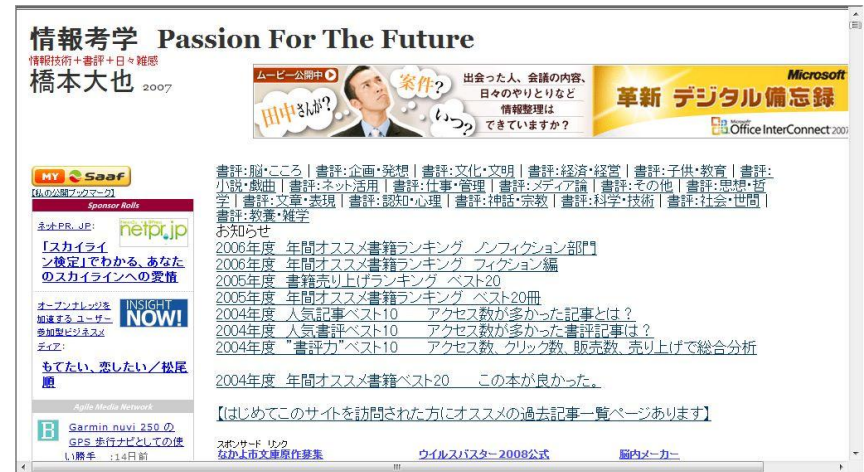 情報考学 Passion For The Future
情報技術+書評+日々雑感
橋本大也 2007
ムービー公開中
田中さんが?
案件?
いつ?
出会った人、会議の内容、
日々のやりとりなど
情報整理は
できていますか?
Microsoft
革新 デジタル備忘録
Office InterConnect 2007
MY Saaf
【私の公開ブックマーク】
Sponsor Rolls
ネットPR.JP:
netpr.jp
「スカイライ
ン検定」でわかる、あなた
のスカイラインへの愛情
オープンナレッジを
加速する ユーザー
参加型ビジネスメ
ディア:
INSIGHT
NOW!
もてたい、恋したい/松尾
順
Agile Media Network
Garmin nuvi 250 の
GPS 歩行ナビとしての使
い勝手 :14日前
書評:脳・こころ | 書評:企画・発想 | 書評:文化・文明 | 書評:経済・経営 | 書評:子供・教育 | 書評:
小説・戯曲 | 書評:ネット活用 | 書評:仕事・管理 | 書評:メディア論 | 書評:その他 | 書評:思想・哲
学 | 書評:文章・表現 | 書評:認知・心理 | 書評:神話・宗教 | 書評:科学・技術 | 書評:社会・世間 |
書評:教養・雑学
お知らせ
2006年度 年間オススメ書籍ランキング ノンフィクション部門
2006年度 年間オススメ書籍ランキング フィクション編
2005年度 書籍売り上げランキング ベスト20
2005年度 年間オススメ書籍ランキング ベスト20冊
2004年度 人気記事ベスト10 アクセス数が多かった記事とは?
2004年度 人気書評ベスト10 アクセス数が多かった書評記事は?
2004年度 "書評力"ベスト10 アクセス数、クリック数、販売数、売り上げで総合分析
2004年度 年間オススメ書籍ベスト20 この本が良かった。
【はじめてこのサイトを訪問された方にオススメの過去記事一覧ページあります】
スポンサード リンク
なかよ市文庫原作募集 ウイルスバスター2008公式 脳内メーカー